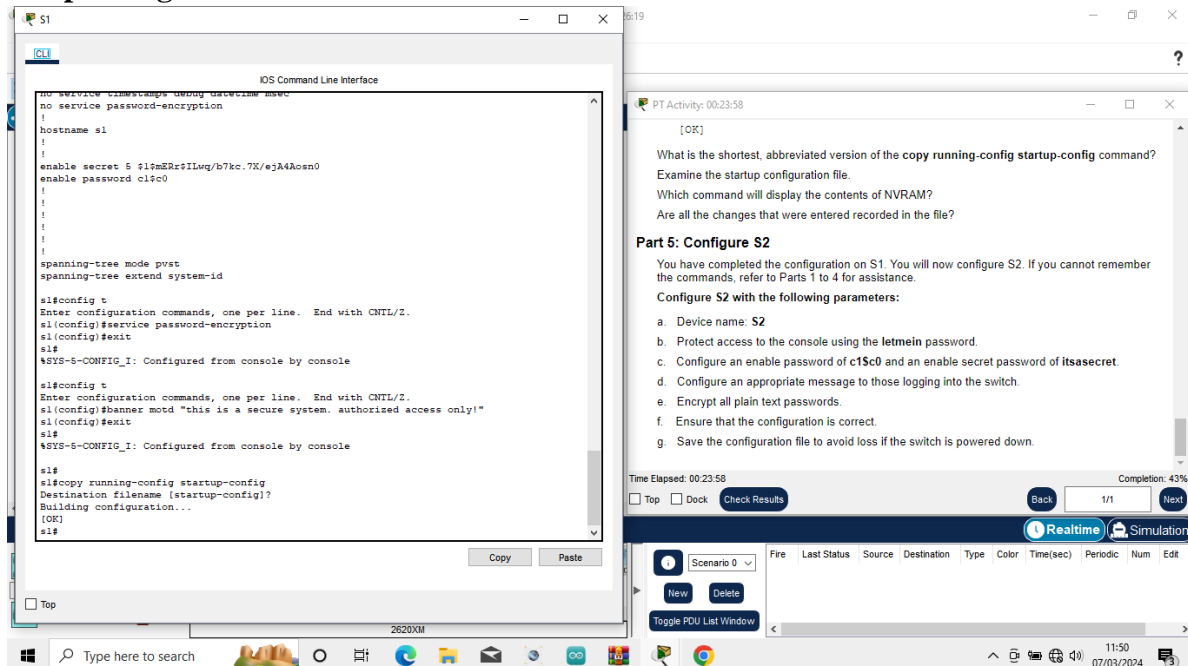 S1
6:19
CLI
IOS Command Line Interface
no service timestamps debug datetime msec
no service password-encryption
!
hostname s1
!
!
enable secret 5 $1$mERr$ILwq/b7kc.7X/ejA4Aosn0
enable password c1$c0
!
!
!
!
!
!
spanning-tree mode pvst
spanning-tree extend system-id
s1#config t
Enter configuration commands, one per line. End with CNTL/Z.
s1(config)#service password-encryption
s1(config)#exit
s1#
%SYS-5-CONFIG_I: Configured from console by console
s1#config t
Enter configuration commands, one per line. End with CNTL/Z.
s1(config)#banner motd "this is a secure system. authorized access only!"
s1(config)#exit
s1#
%SYS-5-CONFIG_I: Configured from console by console
s1#
s1#copy running-config startup-config
Destination filename [startup-config]?
Building configuration...
[OK]
s1#
Copy Paste
Top
2620XM
?
PT Activity: 00:23:58
[OK]
What is the shortest, abbreviated version of the copy running-config startup-config command?
Examine the startup configuration file.
Which command will display the contents of NVRAM?
Are all the changes that were entered recorded in the file?
Part 5: Configure S2
You have completed the configuration on S1. You will now configure S2. If you cannot remember
the commands, refer to Parts 1 to 4 for assistance.
Configure S2 with the following parameters:
a. Device name: S2
b. Protect access to the console using the letmein password.
c. Configure an enable password of c1$c0 and an enable secret password of itsasecret.
d. Configure an appropriate message to those logging into the switch.
e. Encrypt all plain text passwords.
f. Ensure that the configuration is correct.
g. Save the configuration file to avoid loss if the switch is powered down.
Time Elapsed: 00:23:58 Completion: 43%
Top Dock Check Results Back 1/1 Next
Realtime Simulation
Scenario 0 Fire Last Status Source Destination Type Color Time(sec) Periodic Num Edit
New Delete
Toggle PDU List Window
Type here to search
11:50
07/03/2024
3